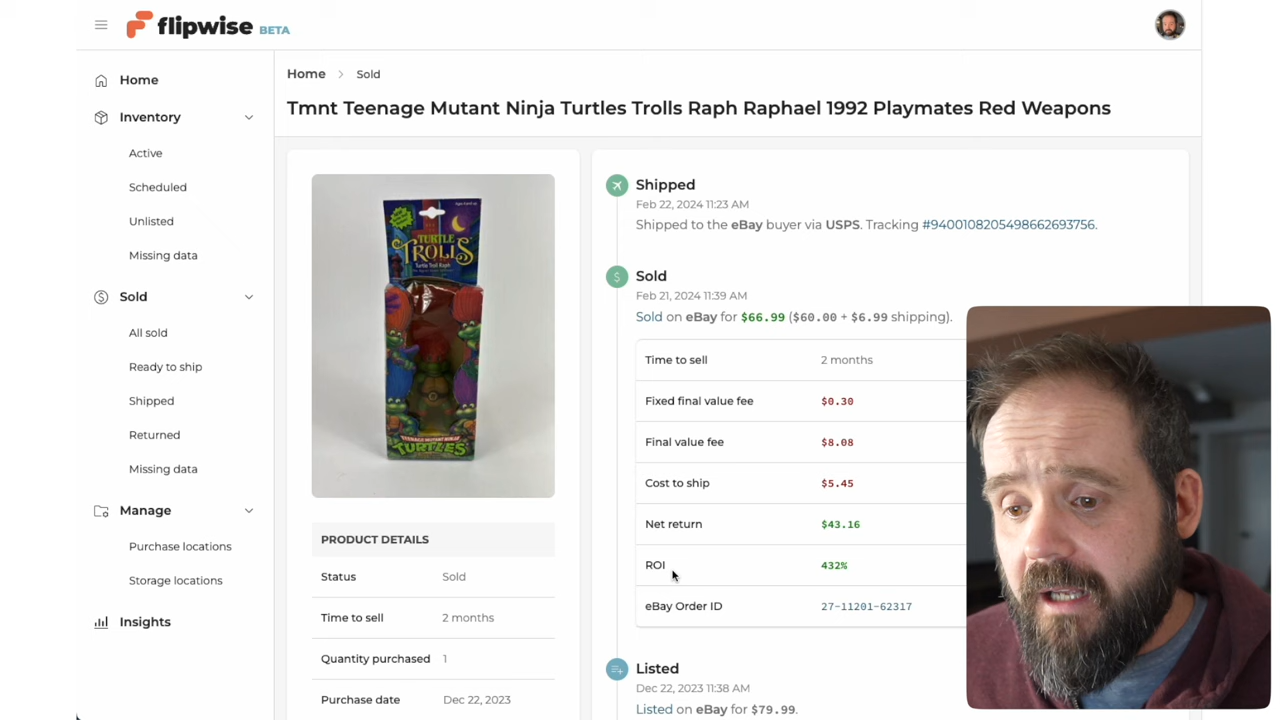 flipwise BETA
Home
Inventory
Active
Scheduled
Unlisted
Missing data
Sold
All sold
Ready to ship
Shipped
Returned
Missing data
Manage
Purchase locations
Storage locations
Insights
Home > Sold
Tmnt Teenage Mutant Ninja Turtles Trolls Raph Raphael 1992 Playmates Red Weapons
TURTLE
TROLLS
Turtle Troll Raph
TEENAGE MUTANT NINJA
TURTLES
PRODUCT DETAILS
Status Sold
Time to sell 2 months
Quantity purchased 1
Purchase date Dec 22, 2023
Shipped
Feb 22, 2024 11:23 AM
Shipped to the eBay buyer via USPS. Tracking #9400108205498662693756.
Sold
Feb 21, 2024 11:39 AM
Sold on eBay for $66.99 ($60.00 + $6.99 shipping).
Time to sell 2 months
Fixed final value fee $0.30
Final value fee $8.08
Cost to ship $5.45
Net return $43.16
ROI 432%
eBay Order ID 27-11201-62317
Listed
Dec 22, 2023 11:38 AM
Listed on eBay for $79.99.